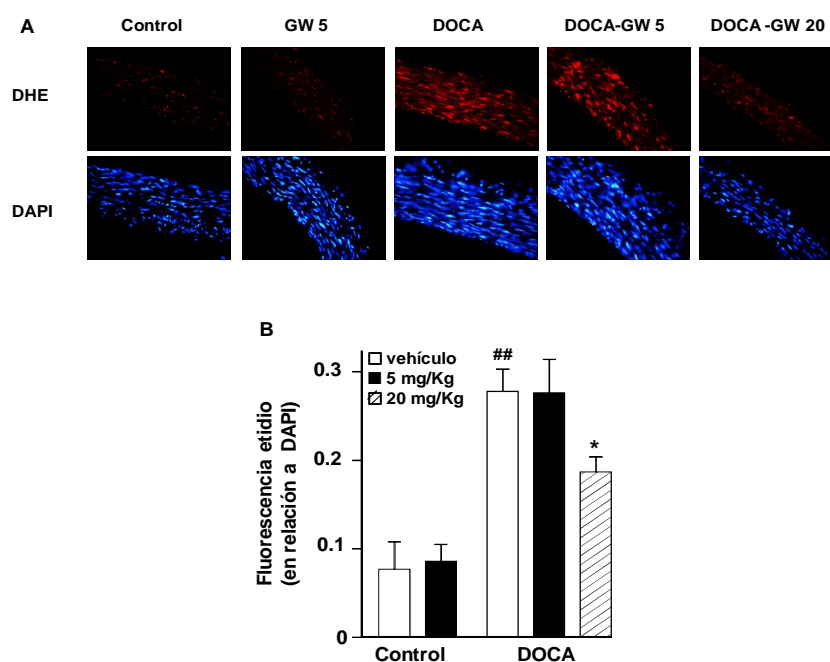 A
Control GW 5 DOCA DOCA-GW 5 DOCA -GW 20
DHE
DAPI
B
vehículo
5 mg/Kg
20 mg/Kg
##
*
Fluorescencia etidio
(en relación a DAPI)
0.3
0.2
0.1
0
Control DOCA